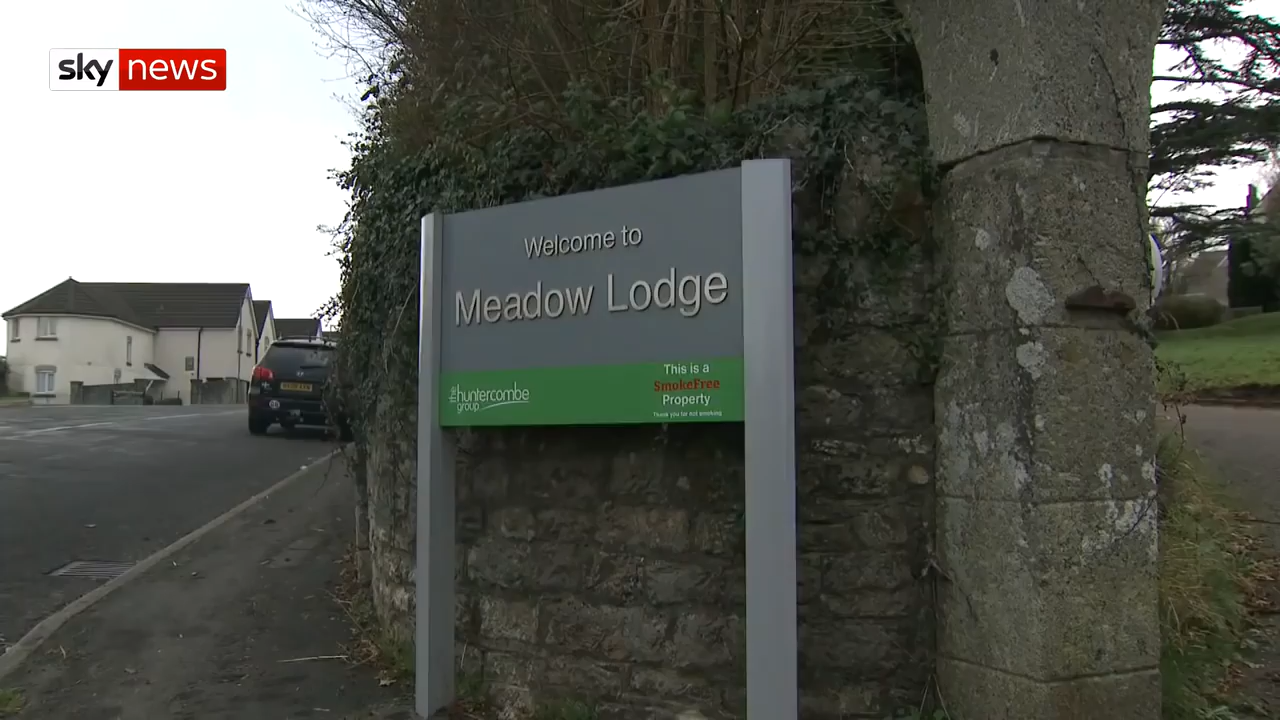 sky news
Welcome to
Meadow Lodge
the huntercombe group
This is a
SmokeFree
Property
Thank you for not smoking